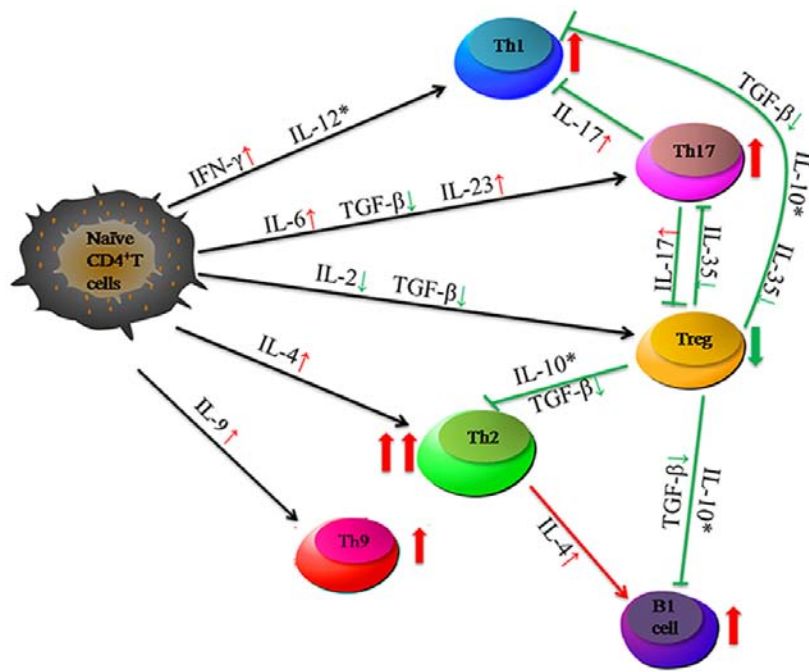 Th1
TGF-β↓
IL-10*
IL-35↓
IL-17↑
Th17
IFN-γ↑ IL-12*
IL-6↑ TGF-β↓ IL-23↑
Naïve
CD4⁺T
cells
IL-17↑
IL-35↓
IL-2↓ TGF-β↓
Treg
IL-4↑
IL-10*
TGF-β↓
IL-9↑
Th2
Th9
IL-4↑
TGF-β↓
IL-10*
B1
cell